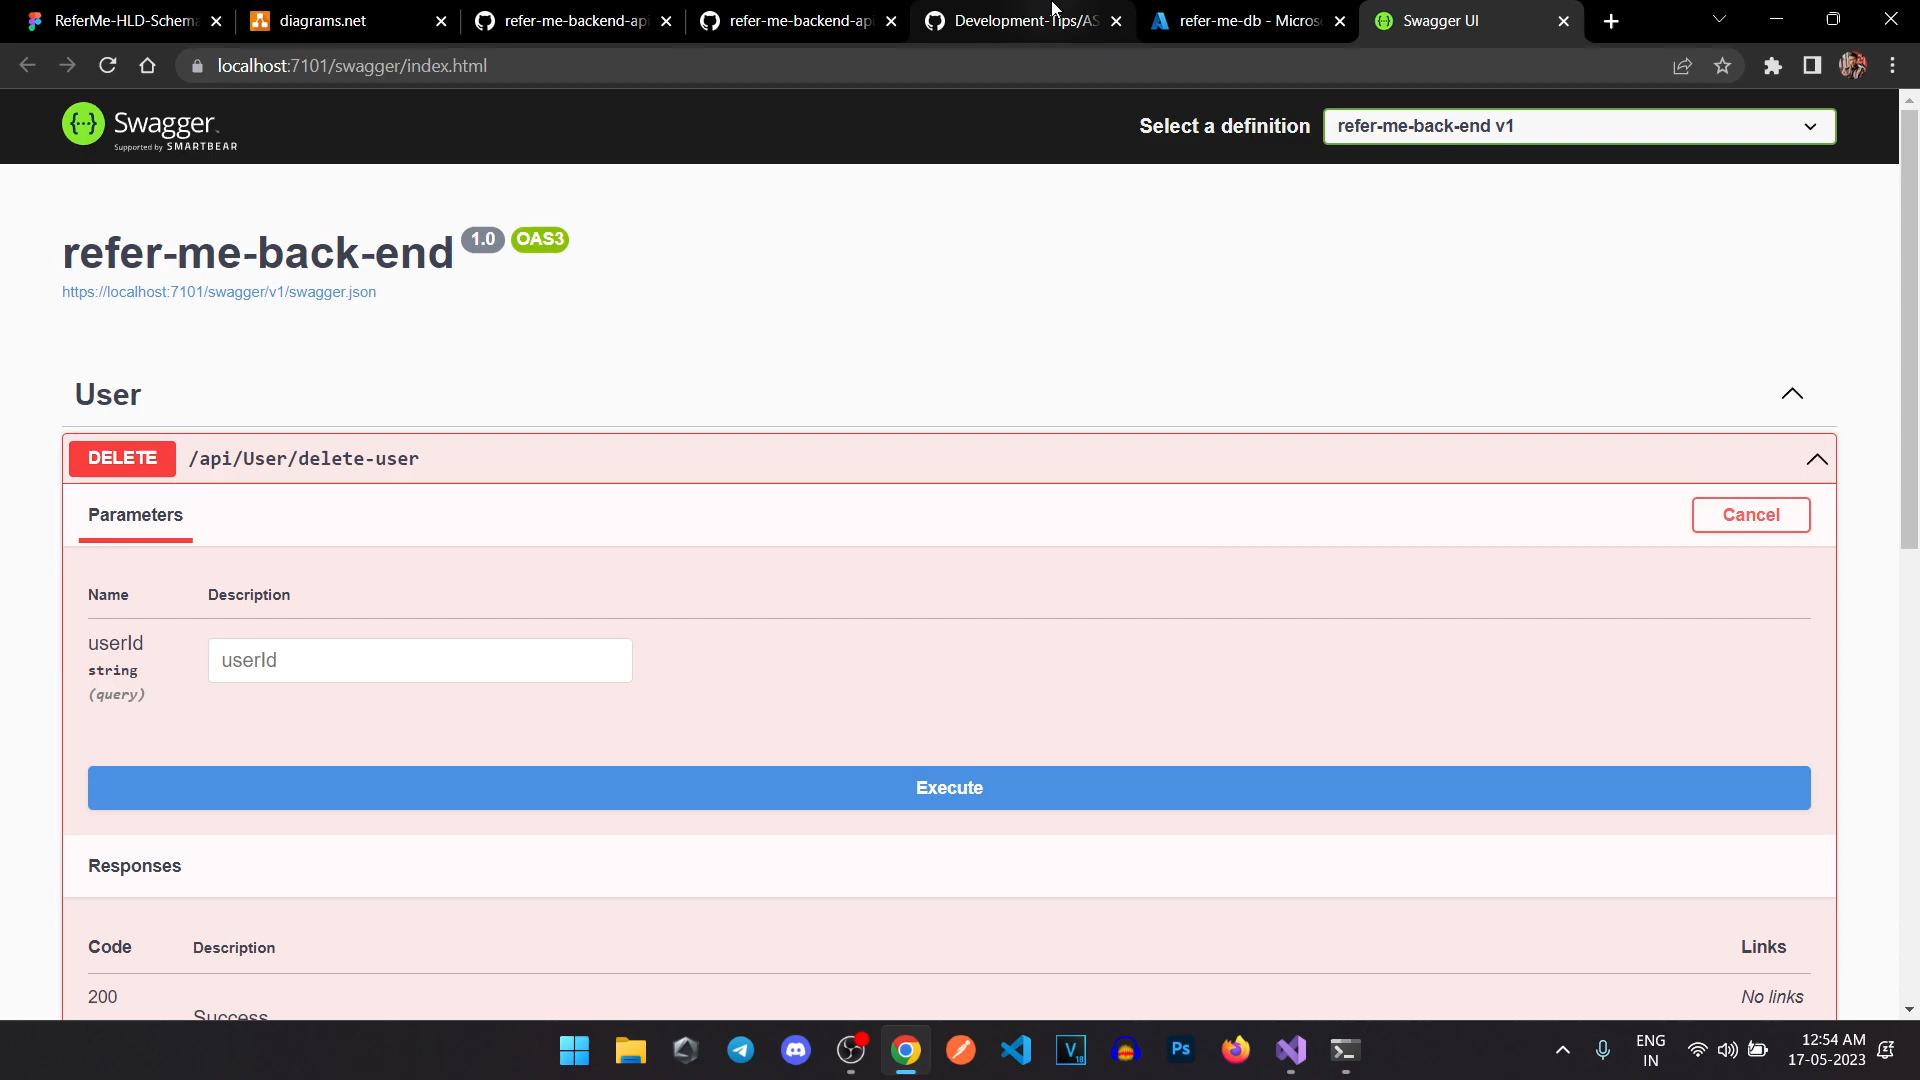 ReferMe-HLD-Schema
diagrams.net
refer-me-backend-api
refer-me-backend-api
Development-Tips/AS
refer-me-db - Micros
Swagger UI
localhost:7101/swagger/index.html
Swagger
Supported by SMARTBEAR
Select a definition
refer-me-back-end v1
refer-me-back-end 1.0 OAS3
https://localhost:7101/swagger/v1/swagger.json
User
DELETE /api/User/delete-user
Parameters
Cancel
Name Description
userId
string
(query)
userId
Execute
Responses
Code Description Links
200
Success
No links
Ps
V
18
ENG
IN
12:54 AM
17-05-2023